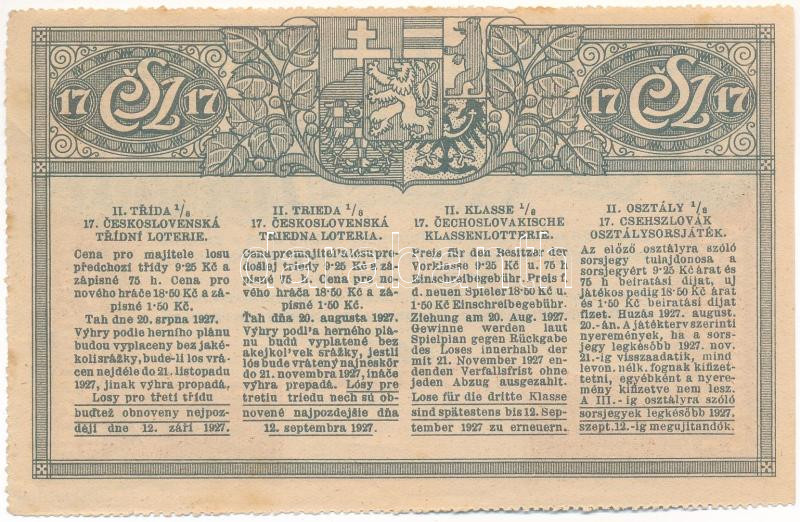 17 ČSL 17
17 ČSL 17
II. TŘÍDA 1/8
17. ČESKOSLOVENSKÁ
TŘÍDNÍ LOTERIE.
Cena pro majitele losu
předchozí třídy 9·25 Kč a
zápisné 75 h. Cena pro
nového hráče 18·50 Kč a zá-
pisné 1·50 Kč.
Tah dne 20. srpna 1927.
Výhry podle herního plánu
budou vyplaceny bez jaké-
kolisrážky, bude-li los vrá-
cen nejdéle do 21. listopadu
1927, jinak výhra propadá.
Losy pro třetí třídu
buďtež obnoveny nejpoz-
ději dne 12. září 1927.
II. TRIEDA 1/8
17. ČESKOSLOVENSKÁ
TRIEDNA LOTERIA.
Cena pre majiteľa losu pre-
došlej triedy 9·25 Kč a zá-
pisné 75 h. Cena pre no-
vého hráča 18·50 Kč a zá-
pisné 1·50 Kč.
Ťah dňa 20. augusta 1927.
Výhry podl'a herného plá-
nu budú vyplatené bez
akejkol'vek srážky, jestli
lós bude vrátený najneskôr
do 21. novembra 1927, ináče
výhra prepadá. Lósy pre
tretiu triedu nech sú ob-
novené najpozdejšie dňa
12. septembra 1927.
II. KLASSE 1/8
17. ČECHOSLOVAKISCHE
KLASSENLOTTERIE.
Preis für den Besitzer der
Vorklasse 9·25 Kč u. 75 h
Einschreibegebühr. Preis f.
d. neuen Spieler 18·50 Kč u.
1·50 Kč Einschreibegebühr.
Ziehung am 20. Aug. 1927.
Gewinne werden laut
Spielplan gegen Rückgabe
des Loses innerhalb der
mit 21. November 1927 en-
denden Verfallsfrist ohne
jeden Abzug ausgezahlt.
Lose für die dritte Klasse
sind spätestens bis 12. Sep-
tember 1927 zu erneuern.
II. OSZTÁLY 1/8
17. CSEHSZLOVÁK
OSZTÁLYSORSJÁTÉK.
Az előző osztályra szóló
sorsjegy tulajdonosa a
sorsjegyért 9·25 Kč árat és
75 h beiratási díjat, uj
játékos pedig 18·50 Kč árat
és 1·50 Kč beiratási díjat
fizet. Huzás 1927. august.
20.-án. A játékterv szerinti
nyeremények, ha a sors-
jegy legkésőbb 1927. nov.
21.-ig visszaadatik, mind
levon. nélk. fognak kifizet-
tetni, egyébként a nyere-
mény kifizetve nem lesz.
A III.-ig osztályra szóló
sorsjegyek legkésőbb 1927.
szept. 12.-ig megujitandók.